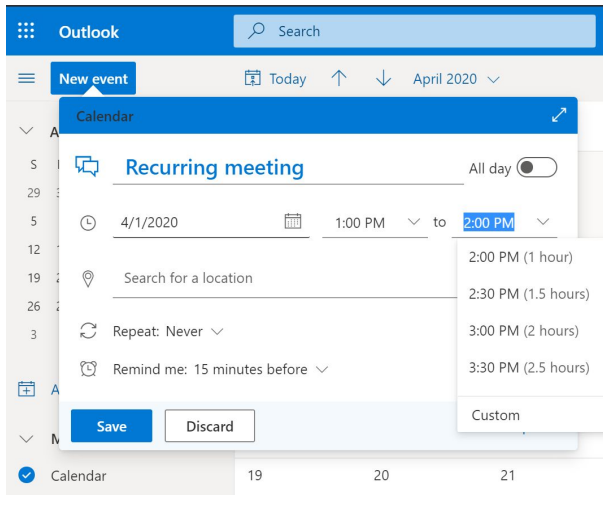 Outlook
Search
New event
Today
April 2020
Calendar
A
S
Recurring meeting
All day
29
5
4/1/2020
1:00 PM to 2:00 PM
12
2:00 PM (1 hour)
19
Search for a location
2:30 PM (1.5 hours)
26
3
Repeat: Never
3:00 PM (2 hours)
Remind me: 15 minutes before
3:30 PM (2.5 hours)
A
Save
Discard
Custom
M
Calendar
19
20
21